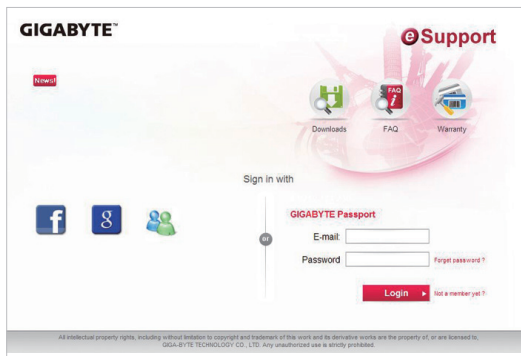 GIGABYTE™
eSupport
News!
FAQ
i
Downloads
FAQ
Warranty
Sign in with
f
g
or
GIGABYTE Passport
E-mail:
Password
Forget password ?
Login
Not a member yet ?
All intellectual property rights, including without limitation to copyright and trademark of this work and its derivative works are the property of, or are licensed to,
GIGA-BYTE TECHNOLOGY CO., LTD. Any unauthorized use is strictly prohibited.